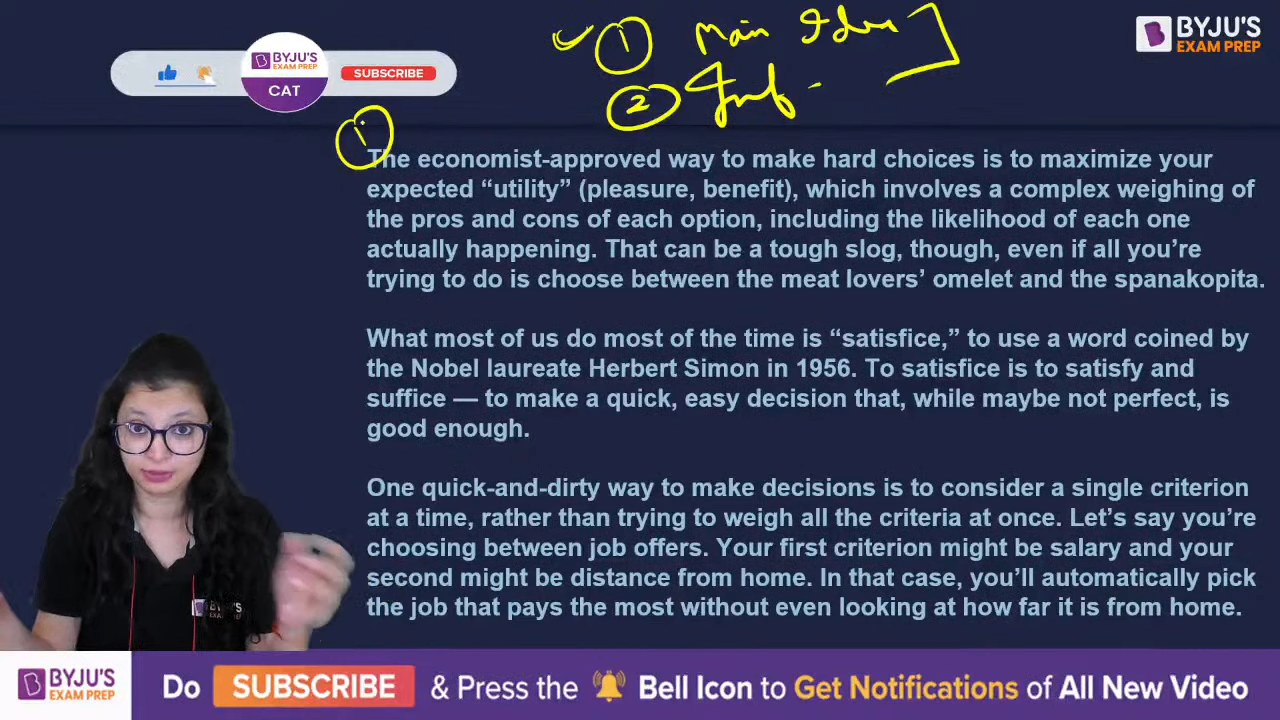 1 Main Idea
2 Inf.
BYJU'S
EXAM PREP
BYJU'S
EXAM PREP
CAT
SUBSCRIBE
1
The economist-approved way to make hard choices is to maximize your
expected “utility” (pleasure, benefit), which involves a complex weighing of
the pros and cons of each option, including the likelihood of each one
actually happening. That can be a tough slog, though, even if all you’re
trying to do is choose between the meat lovers’ omelet and the spanakopita.
What most of us do most of the time is “satisfice,” to use a word coined by
the Nobel laureate Herbert Simon in 1956. To satisfice is to satisfy and
suffice — to make a quick, easy decision that, while maybe not perfect, is
good enough.
One quick-and-dirty way to make decisions is to consider a single criterion
at a time, rather than trying to weigh all the criteria at once. Let’s say you’re
choosing between job offers. Your first criterion might be salary and your
second might be distance from home. In that case, you’ll automatically pick
the job that pays the most without even looking at how far it is from home.
BYJU'S
EXAM PREP
BYJU'S
EXAM PREP
Do SUBSCRIBE & Press the Bell Icon to Get Notifications of All New Video